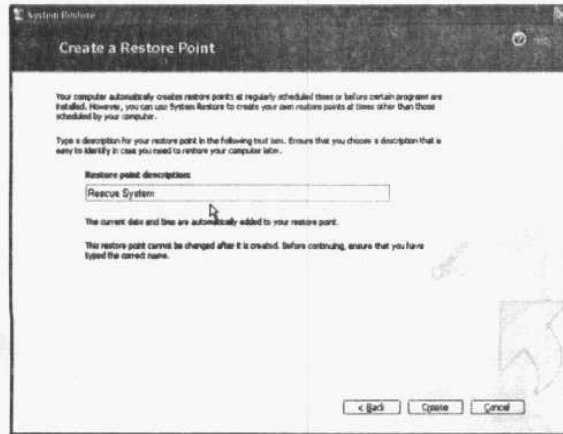 System Restore
Create a Restore Point
Help
Your computer automatically creates restore points at regularly scheduled times or before certain programs are
installed. However, you can use System Restore to create your own restore points at times other than those
scheduled by your computer.
Type a description for your restore point in the following text box. Ensure that you choose a description that is
easy to identify in case you need to restore your computer later.
Restore point description:
Rescue System
The current date and time are automatically added to your restore point.
This restore point cannot be changed after it is created. Before continuing, ensure that you have
typed the correct name.
< Back
Create
Cancel